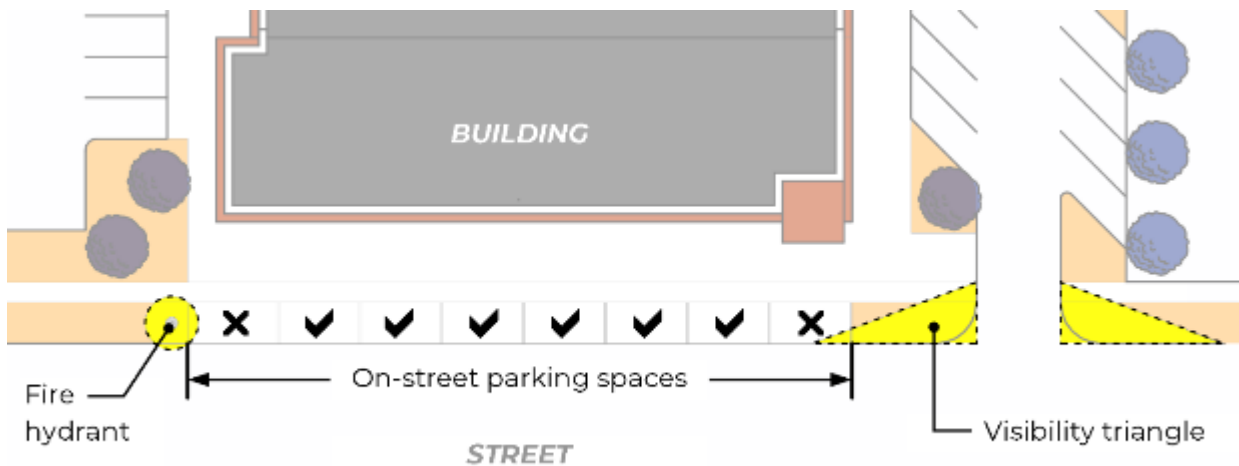 BUILDING
On-street parking spaces
Fire
hydrant
Visibility triangle
STREET